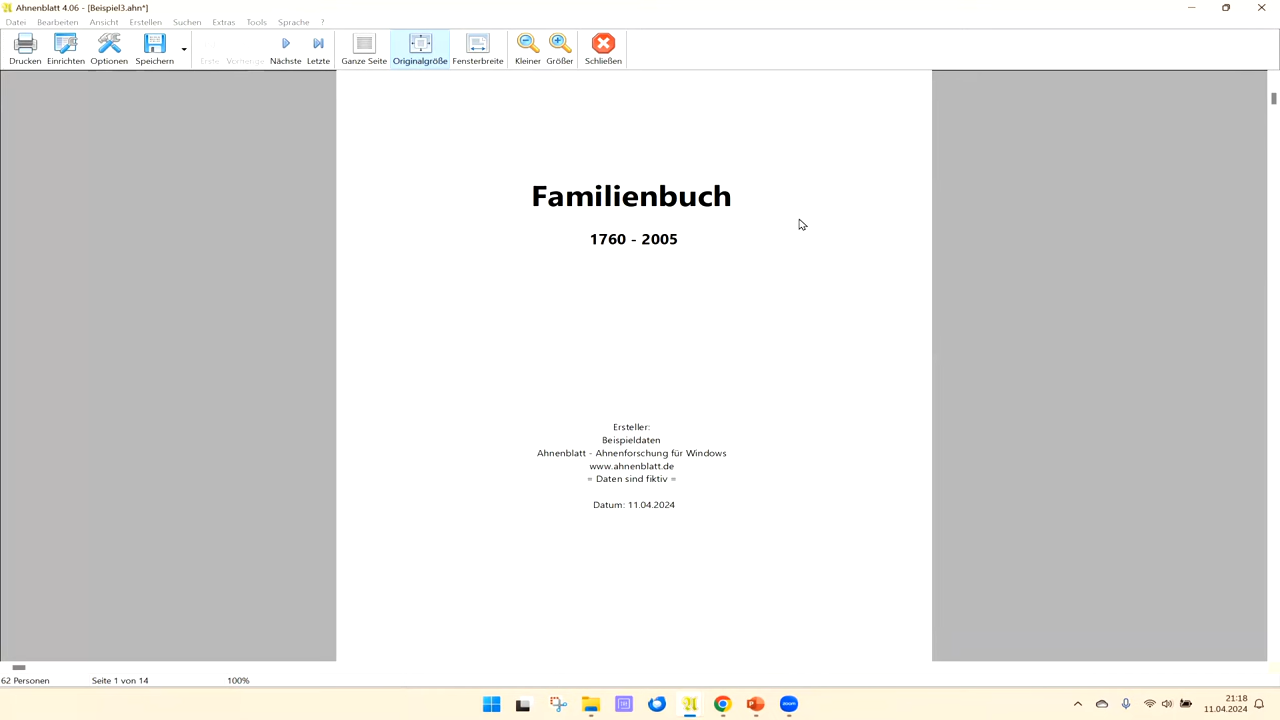 Ahnenblatt 4.06 - [Beispiel3.ahn*]
Datei Bearbeiten Ansicht Erstellen Suchen Extras Tools Sprache ?
Drucken Einrichten Optionen Speichern Erste Vorherige Nächste Letzte Ganze Seite Originalgröße Fensterbreite Kleiner Größer Schließen
Familienbuch
1760 - 2005
Ersteller:
Beispieldaten
Ahnenblatt - Ahnenforschung für Windows
www.ahnenblatt.de
= Daten sind fiktiv =
Datum: 11.04.2024
62 Personen Seite 1 von 14 100%
zoom
21:18
11.04.2024